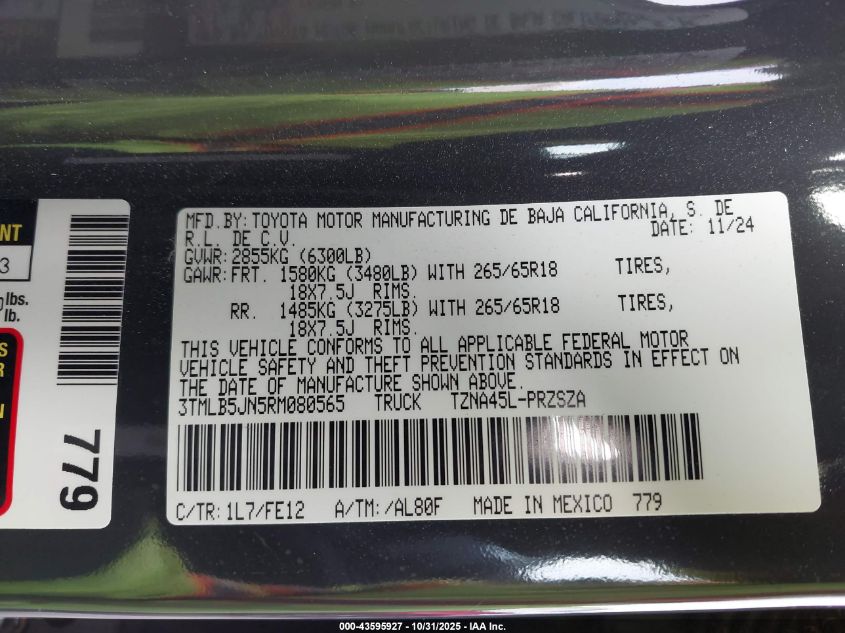 NT
3
lbs.
lb.
S
R
N
779
MFD.BY: TOYOTA MOTOR MANUFACTURING DE BAJA CALIFORNIA, S. DE
R.L. DE C.V. DATE: 11/24
GVWR: 2855KG (6300LB)
GAWR: FRT. 1580KG (3480LB) WITH 265/65R18 TIRES,
18X7.5J RIMS.
RR. 1485KG (3275LB) WITH 265/65R18 TIRES,
18X7.5J RIMS.
THIS VEHICLE CONFORMS TO ALL APPLICABLE FEDERAL MOTOR
VEHICLE SAFETY AND THEFT PREVENTION STANDARDS IN EFFECT ON
THE DATE OF MANUFACTURE SHOWN ABOVE.
3TMLB5JN5RM080565 TRUCK TZNA45L-PRZSZA
C/TR: 1L7/FE12 A/TM: /AL80F MADE IN MEXICO 779
000-43595927 - 10/31/2025 - IAA Inc.